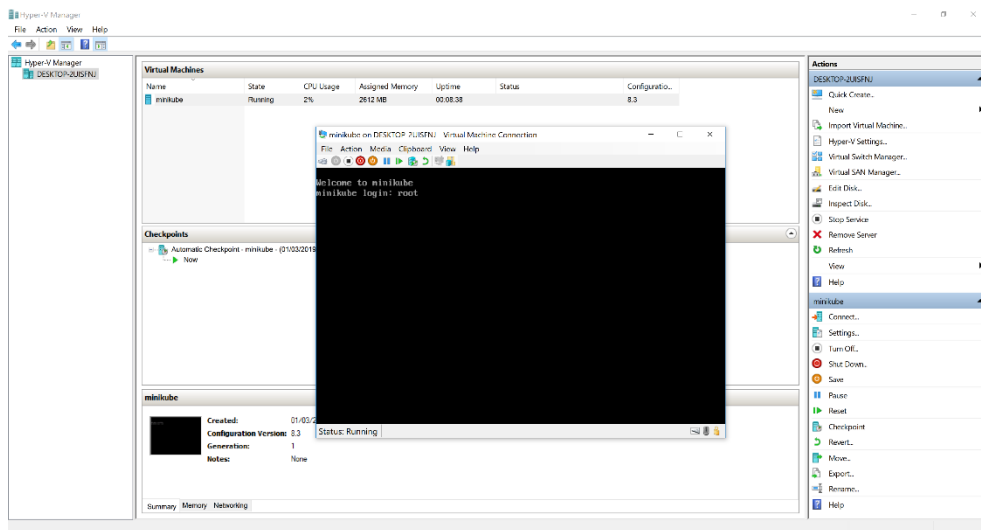 Hyper-V Manager
File Action View Help
Hyper-V Manager
DESKTOP-2UISFNJ
Virtual Machines
Name State CPU Usage Assigned Memory Uptime Status Configuratio...
minikube Running 2% 2612 MB 00:08:38 8.3
minikube on DESKTOP-2UISFNJ - Virtual Machine Connection
File Action Media Clipboard View Help
Welcome to minikube
minikube login: root
Status: Running
Checkpoints
Automatic Checkpoint - minikube - (01/03/2019
Now
minikube
Created: 01/03/2
Configuration Version: 8.3
Generation: 1
Notes: None
Summary Memory Networking
Actions
DESKTOP-2UISFNJ
Quick Create...
New
Import Virtual Machine...
Hyper-V Settings...
Virtual Switch Manager...
Virtual SAN Manager...
Edit Disk...
Inspect Disk...
Stop Service
Remove Server
Refresh
View
Help
minikube
Connect...
Settings...
Turn Off...
Shut Down...
Save
Pause
Reset
Checkpoint
Revert...
Move...
Export...
Rename...
Help